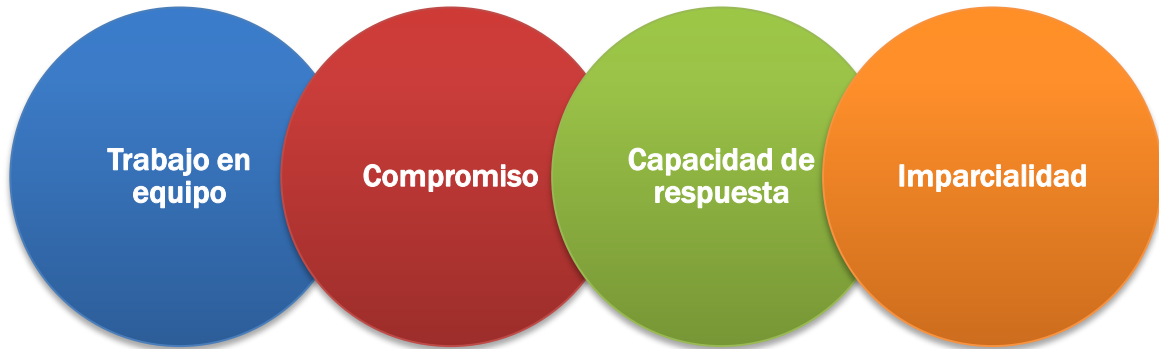 Trabajo en
equipo
Compromiso
Capacidad de
respuesta
Imparcialidad